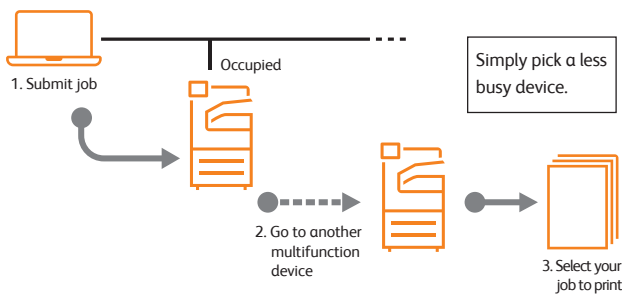 1. Submit job
Occupied
Simply pick a less
busy device.
2. Go to another
multifunction
device
3. Select your
job to print